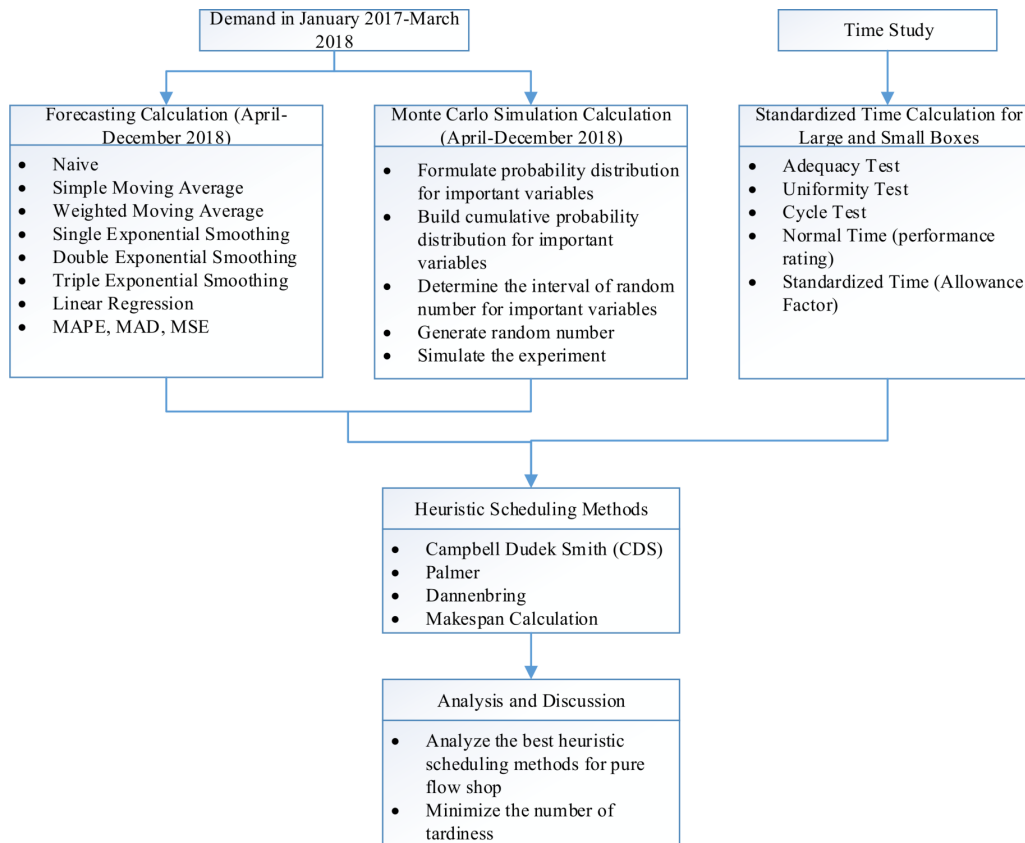 Demand in January 2017-March
2018
Time Study
Forecasting Calculation (April-
December 2018)
• Naive
• Simple Moving Average
• Weighted Moving Average
• Single Exponential Smoothing
• Double Exponential Smoothing
• Triple Exponential Smoothing
• Linear Regression
• MAPE, MAD, MSE
Monte Carlo Simulation Calculation
(April-December 2018)
• Formulate probability distribution
for important variables
• Build cumulative probability
distribution for important
variables
• Determine the interval of random
number for important variables
• Generate random number
• Simulate the experiment
Standardized Time Calculation for
Large and Small Boxes
• Adequacy Test
• Uniformity Test
• Cycle Test
• Normal Time (performance
rating)
• Standardized Time (Allowance
Factor)
Heuristic Scheduling Methods
• Campbell Dudek Smith (CDS)
• Palmer
• Dannenbring
• Makespan Calculation
Analysis and Discussion
• Analyze the best heuristic
scheduling methods for pure
flow shop
• Minimize the number of
tardiness